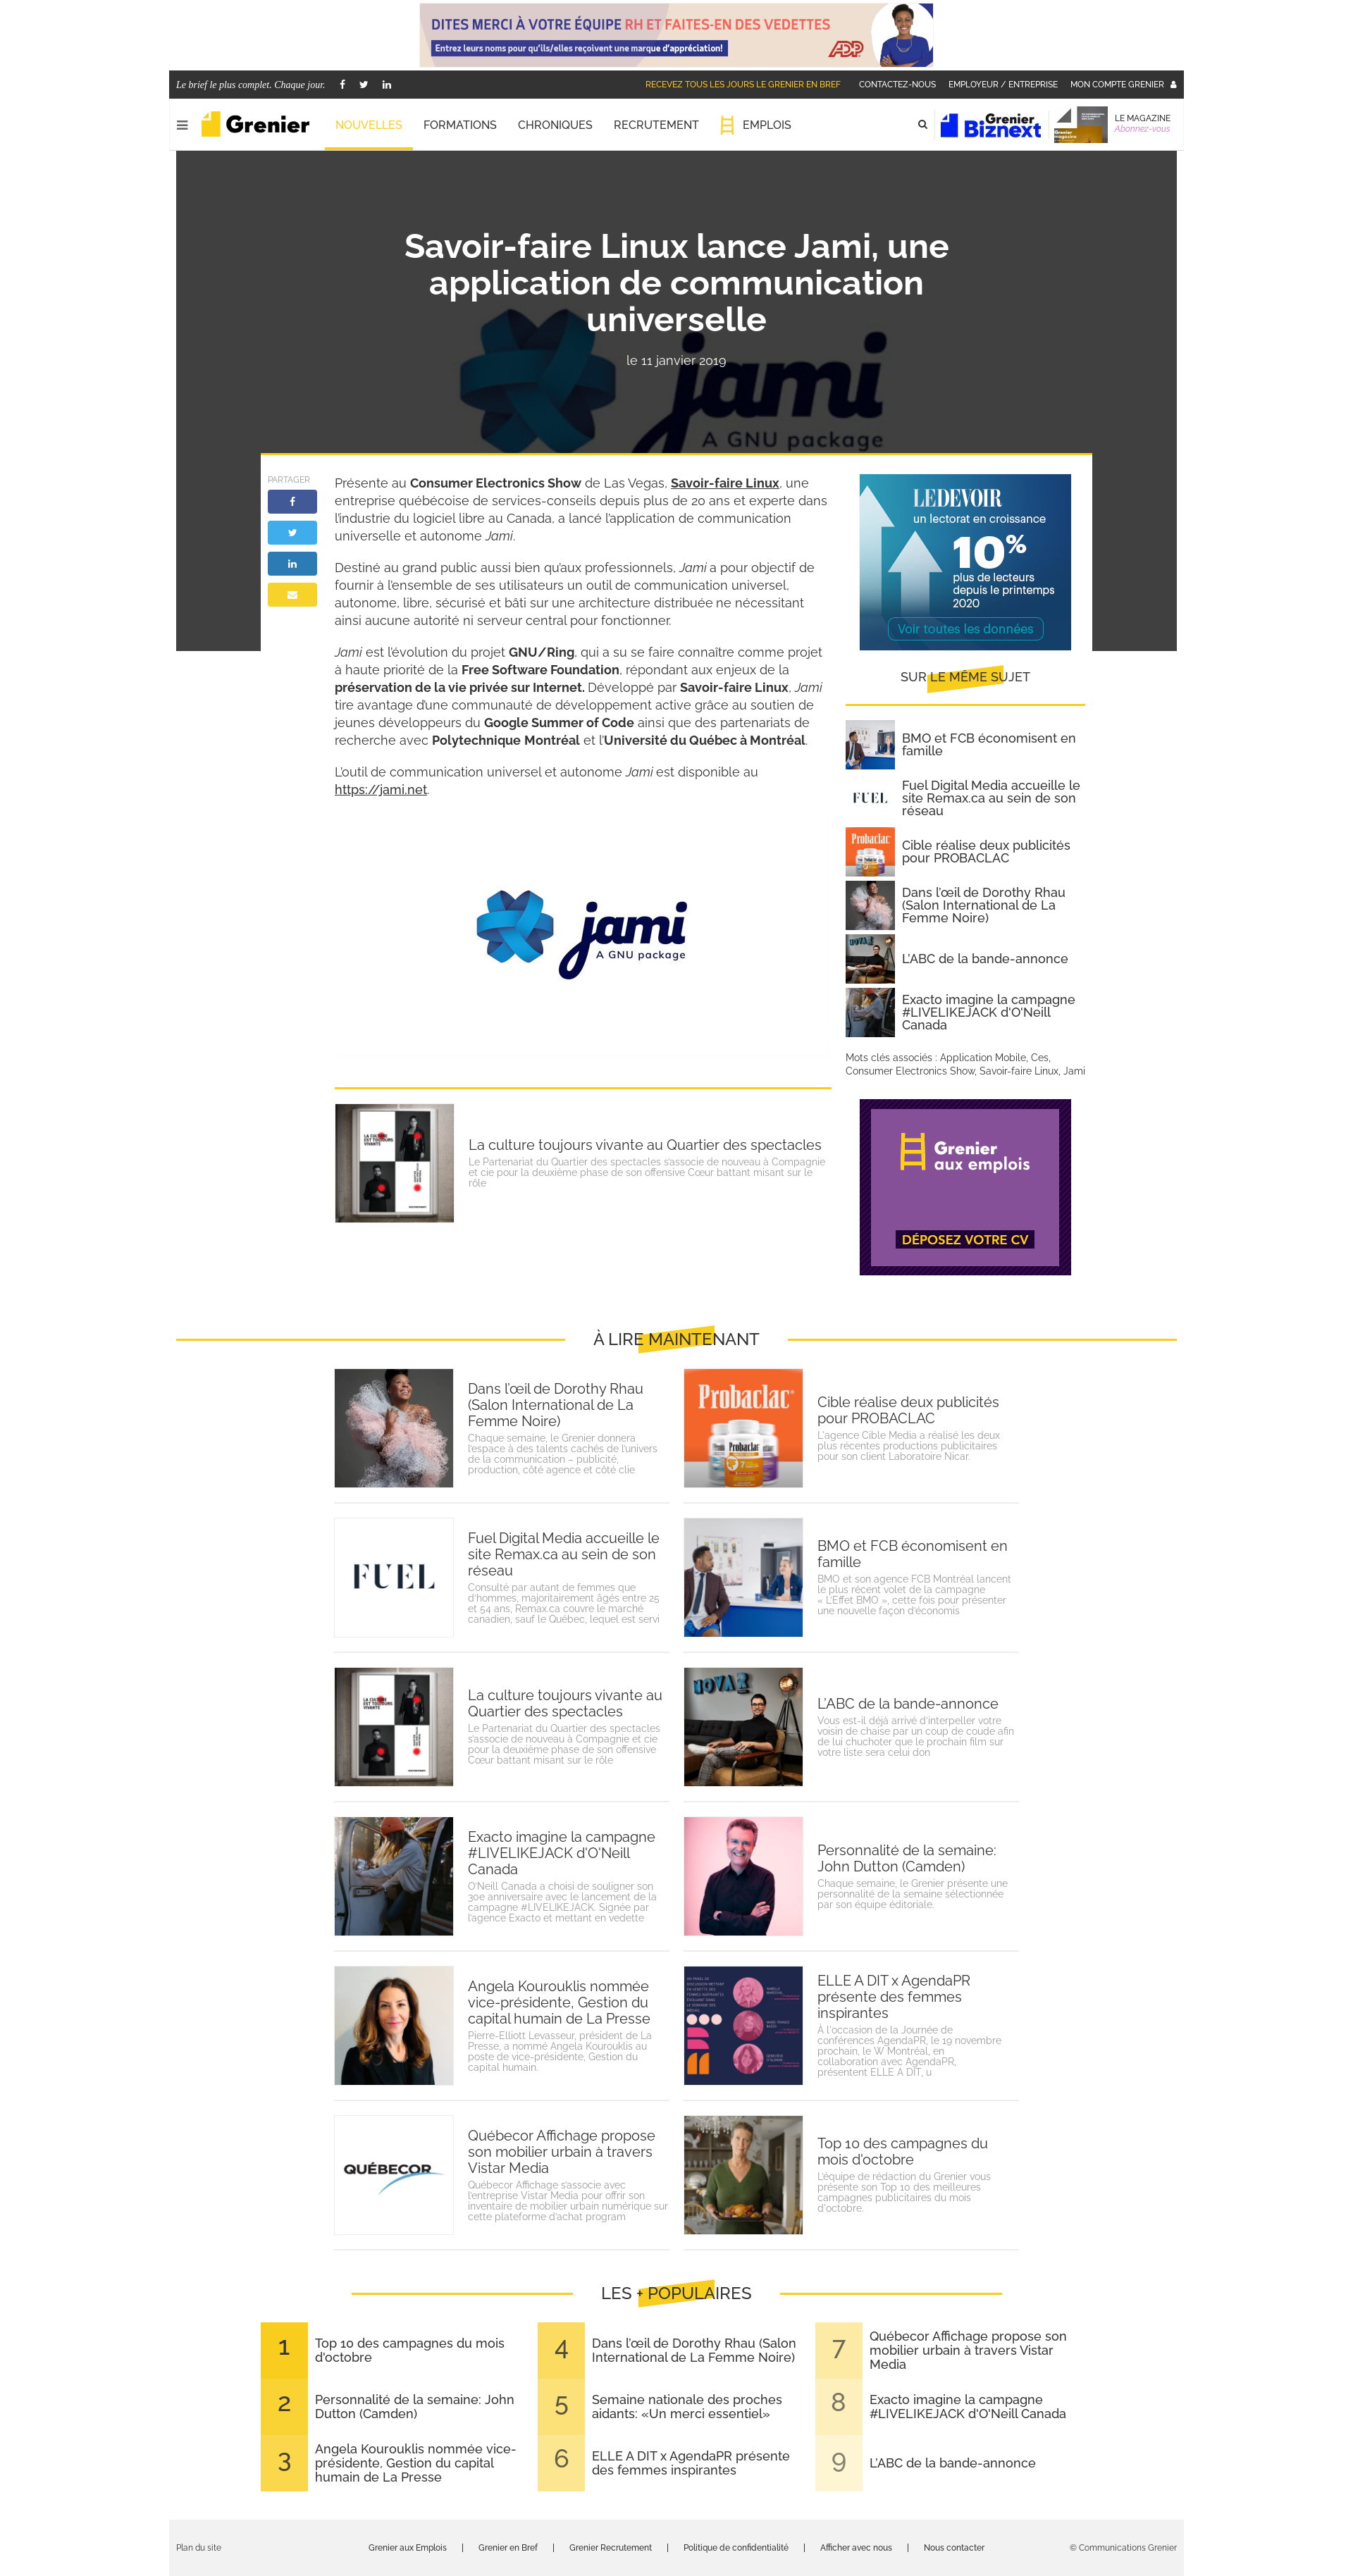 DITES MERCI À VOTRE ÉQUIPE RH ET FAITES-EN DES VEDETTES
Entrez leurs noms pour qu'ils/elles reçoivent une marque d'appréciation!
ADP
Le brief le plus complet. Chaque jour.
RECEVEZ TOUS LES JOURS LE GRENIER EN BREF
CONTACTEZ-NOUS
EMPLOYEUR / ENTREPRISE
MON COMPTE GRENIER
Grenier
NOUVELLES
FORMATIONS
CHRONIQUES
RECRUTEMENT
EMPLOIS
Grenier
Biznext
LE MAGAZINE
Abonnez-vous
Savoir-faire Linux lance Jami, une
application de communication
universelle
le 11 janvier 2019
jami
A GNU package
PARTAGER
Présente au Consumer Electronics Show de Las Vegas, Savoir-faire Linux, une
entreprise québécoise de services-conseils depuis plus de 20 ans et experte dans
l'industrie du logiciel libre au Canada, a lancé l'application de communication
universelle et autonome Jami.
Destiné au grand public aussi bien qu'aux professionnels, Jami a pour objectif de
fournir à l'ensemble de ses utilisateurs un outil de communication universel,
autonome, libre, sécurisé et bâti sur une architecture distribuée ne nécessitant
ainsi aucune autorité ni serveur central pour fonctionner.
Jami est l'évolution du projet GNU/Ring, qui a su se faire connaître comme projet
à haute priorité de la Free Software Foundation, répondant aux enjeux de la
préservation de la vie privée sur Internet. Développé par Savoir-faire Linux, Jami
tire avantage d'une communauté de développement active grâce au soutien de
jeunes développeurs du Google Summer of Code ainsi que des partenariats de
recherche avec Polytechnique Montréal et l'Université du Québec à Montréal.
L'outil de communication universel et autonome Jami est disponible au
https://jami.net.
jami
A GNU package
La culture toujours vivante au Quartier des spectacles
Le Partenariat du Quartier des spectacles s'associe de nouveau à Compagnie
et cie pour la deuxième phase de son offensive Cœur battant misant sur le
rôle
LE DEVOIR
un lectorat en croissance
10%
plus de lecteurs
depuis le printemps
2020
Voir toutes les données
SUR LE MÊME SUJET
BMO et FCB économisent en
famille
FUEL
Fuel Digital Media accueille le
site Remax.ca au sein de son
réseau
Probaclac
Cible réalise deux publicités
pour PROBACLAC
Dans l'œil de Dorothy Rhau
(Salon International de La
Femme Noire)
L'ABC de la bande-annonce
Exacto imagine la campagne
#LIVELIKEJACK d'O'Neill
Canada
Mots clés associés : Application Mobile, Ces,
Consumer Electronics Show, Savoir-faire Linux, Jami
Grenier
aux emplois
DÉPOSEZ VOTRE CV
À LIRE MAINTENANT
Dans l'œil de Dorothy Rhau
(Salon International de La
Femme Noire)
Chaque semaine, le Grenier donnera
l'espace à des talents cachés de l'univers
de la communication – publicité,
production, côté agence et côté clie
Probaclac
Cible réalise deux publicités
pour PROBACLAC
L'agence Cible Media a réalisé les deux
plus récentes productions publicitaires
pour son client Laboratoire Nicar.
FUEL
Fuel Digital Media accueille le
site Remax.ca au sein de son
réseau
Consulté par autant de femmes que
d'hommes, majoritairement âgés entre 25
et 54 ans, Remax.ca couvre le marché
canadien, sauf le Québec, lequel est servi
BMO et FCB économisent en
famille
BMO et son agence FCB Montréal lancent
le plus récent volet de la campagne
« L'Effet BMO », cette fois pour présenter
une nouvelle façon d'économis
LA CULTURE
EST TOUJOURS
VIVANTE
La culture toujours vivante au
Quartier des spectacles
Le Partenariat du Quartier des spectacles
s'associe de nouveau à Compagnie et cie
pour la deuxième phase de son offensive
Cœur battant misant sur le rôle
L'ABC de la bande-annonce
Vous est-il déjà arrivé d'interpeller votre
voisin de chaise par un coup de coude afin
de lui chuchoter que le prochain film sur
votre liste sera celui don
Exacto imagine la campagne
#LIVELIKEJACK d'O'Neill
Canada
O'Neill Canada a choisi de souligner son
30e anniversaire avec le lancement de la
campagne #LIVELIKEJACK. Signée par
l'agence Exacto et mettant en vedette
Personnalité de la semaine:
John Dutton (Camden)
Chaque semaine, le Grenier présente une
personnalité de la semaine sélectionnée
par son équipe éditoriale.
Angela Kourouklis nommée
vice-présidente, Gestion du
capital humain de La Presse
Pierre-Elliott Levasseur, président de La
Presse, a nommé Angela Kourouklis au
poste de vice-présidente, Gestion du
capital humain.
ELLE A DIT x AgendaPR
présente des femmes
inspirantes
À l'occasion de la Journée de
conférences AgendaPR, le 19 novembre
prochain, le W Montréal, en
collaboration avec AgendaPR,
présentent ELLE A DIT, u
QUÉBECOR
Québecor Affichage propose
son mobilier urbain à travers
Vistar Media
Québecor Affichage s'associe avec
l'entreprise Vistar Media pour offrir son
inventaire de mobilier urbain numérique sur
cette plateforme d'achat program
Top 10 des campagnes du
mois d'octobre
L'équipe de rédaction du Grenier vous
présente son Top 10 des meilleures
campagnes publicitaires du mois
d'octobre.
LES + POPULAIRES
1
Top 10 des campagnes du mois
d'octobre
2
Personnalité de la semaine: John
Dutton (Camden)
3
Angela Kourouklis nommée vice-
présidente, Gestion du capital
humain de La Presse
4
Dans l'œil de Dorothy Rhau (Salon
International de La Femme Noire)
5
Semaine nationale des proches
aidants: «Un merci essentiel»
6
ELLE A DIT x AgendaPR présente
des femmes inspirantes
7
Québecor Affichage propose son
mobilier urbain à travers Vistar
Media
8
Exacto imagine la campagne
#LIVELIKEJACK d'O'Neill Canada
9
L'ABC de la bande-annonce
Plan du site
Grenier aux Emplois
Grenier en Bref
Grenier Recrutement
Politique de confidentialité
Afficher avec nous
Nous contacter
© Communications Grenier